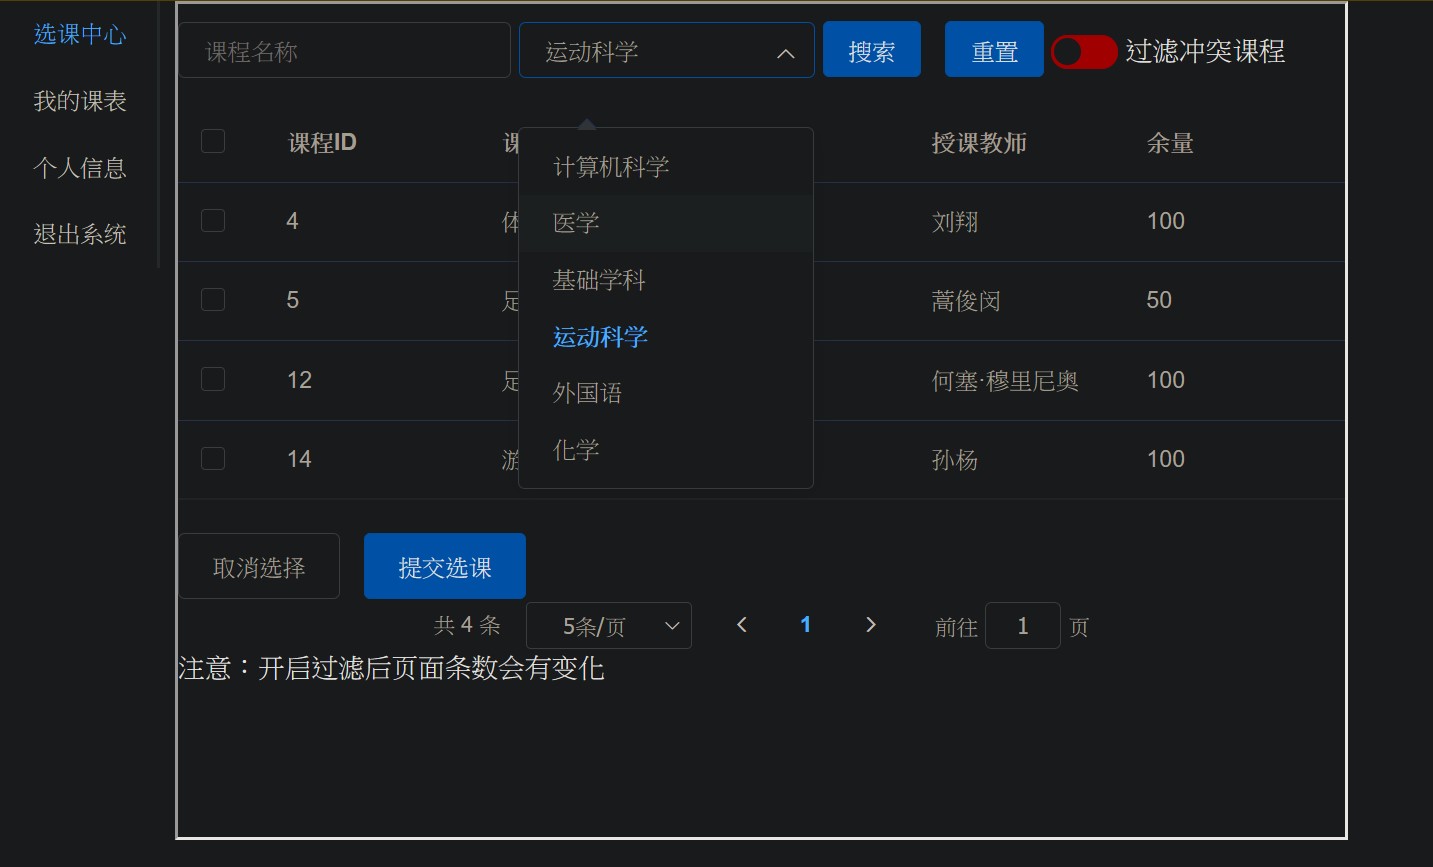 选课中心
我的课表
个人信息
退出系统
课程名称
运动科学
搜索
重置
过滤冲突课程
课程ID
课
授课教师
余量
4
体
刘翔
100
5
足
蒿俊闵
50
12
足
何塞·穆里尼奥
100
14
游
孙杨
100
计算机科学
医学
基础学科
运动科学
外国语
化学
取消选择
提交选课
共 4 条
5条/页
1
前往
1
页
注意：开启过滤后页面条数会有变化